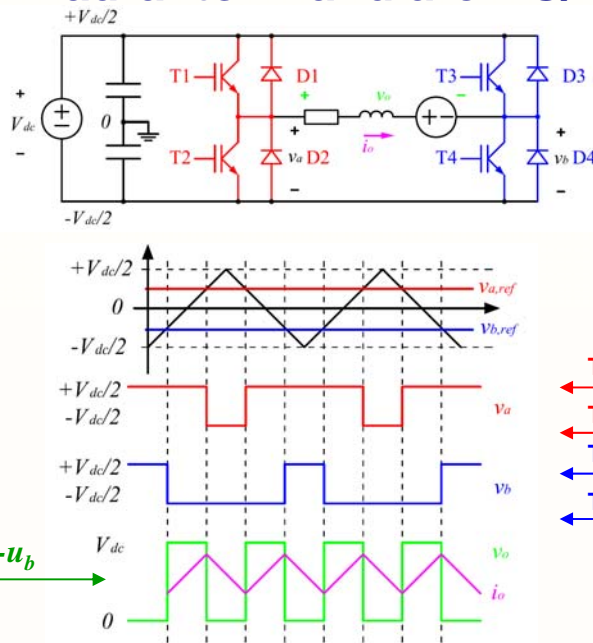 +Vdc/2
T1
D1
vo
T3
D3
+
+
−
Vdc
0
+
+
−
T2
va
D2
io
T4
vb
D4
−
−
-Vdc/2
+Vdc/2
va,ref
0
vb,ref
-Vdc/2
+Vdc/2
-Vdc/2
va
+Vdc/2
-Vdc/2
vb
-ub
Vdc
vo
io
0